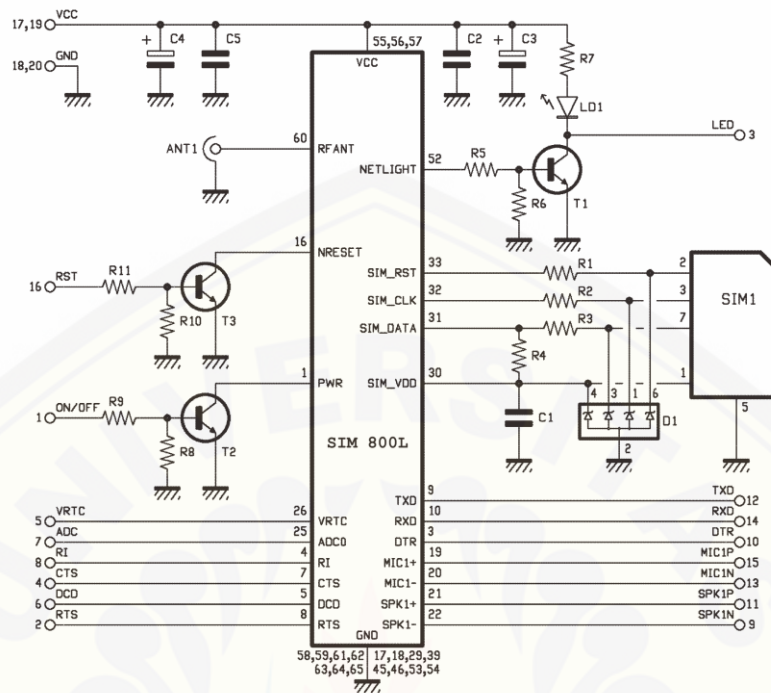 17,19 VCC
C4
C5
55,56,57
C2
C3
+
+
R7
18,20 GND
VCC
LD1
LED 3
ANT1
60 RFANT
NETLIGHT 52
R5
T1
R6
16 NRESET
SIM_RST 33
R1
2
16 RST
R11
SIM_CLK 32
R2
3
SIM1
R10
T3
SIM_DATA 31
R3
7
R4
1 PWR
SIM_VDD 30
1
1 ON/OFF
R9
4 3 1 6
C1
D1
5
R8
T2
SIM 800L
2
TXD 9
TXD 12
5 VRTC
26 VRTC
RXD 10
RXD 14
7 ADC
25 ADC0
DTR 3
DTR 10
8 RI
4 RI
MIC1+ 19
MIC1P 15
4 CTS
7 CTS
MIC1- 20
MIC1N 13
6 DCD
5 DCD
SPK1+ 21
SPK1P 11
2 RTS
8 RTS
SPK1- 22
SPK1N 9
GND
58,59,61,62 17,18,29,39
63,64,65 45,46,53,54
UNIVERSITAS